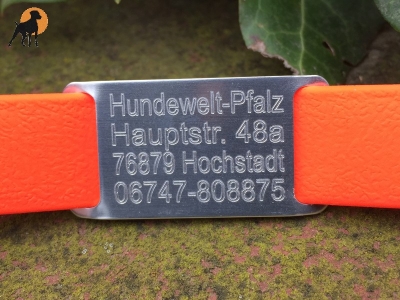 Hundewelt-Pfalz
Hauptstr. 48a
76879 Hochstadt
06747-808875